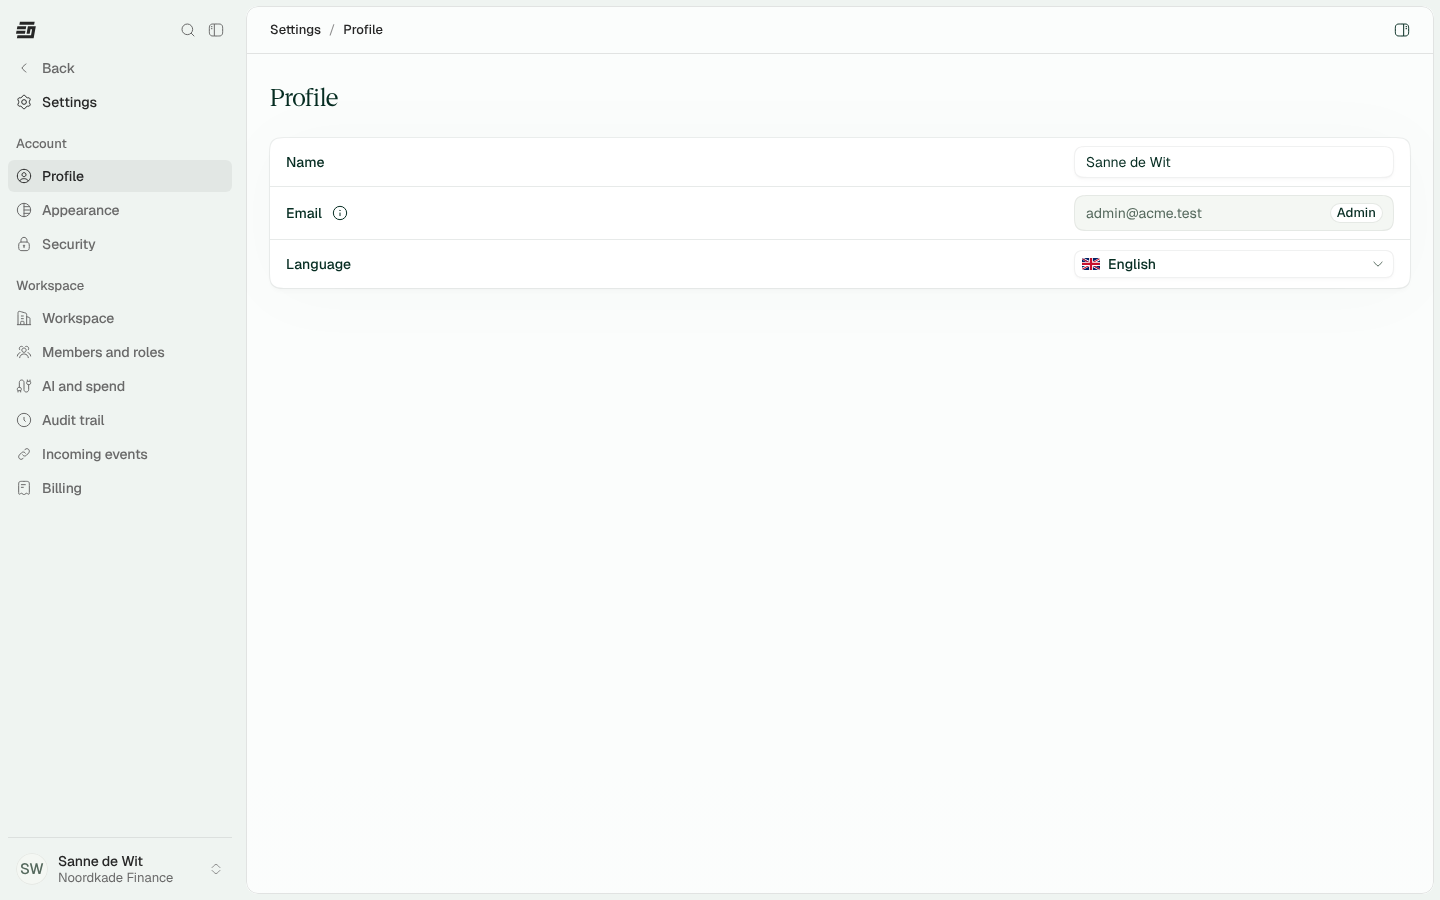 Back
Settings
Account
Profile
Appearance
Security
Workspace
Workspace
Members and roles
AI and spend
Audit trail
Incoming events
Billing
SW
Sanne de Wit
Noordkade Finance
Settings / Profile
Profile
Name
Sanne de Wit
Email
admin@acme.test
Admin
Language
English